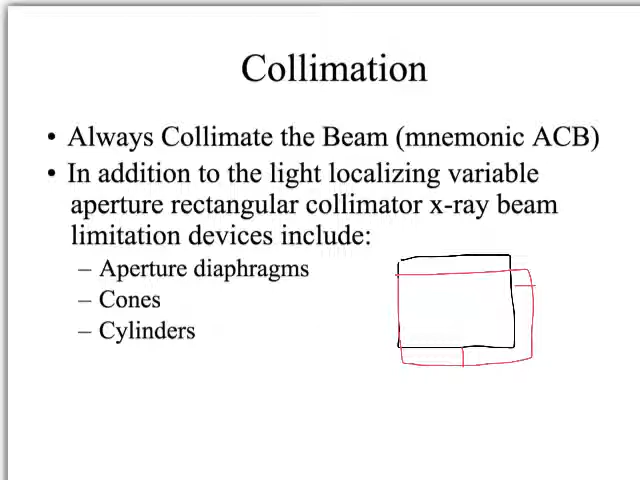 Collimation
• Always Collimate the Beam (mnemonic ACB)
• In addition to the light localizing variable
aperture rectangular collimator x-ray beam
limitation devices include:
– Aperture diaphragms
– Cones
– Cylinders